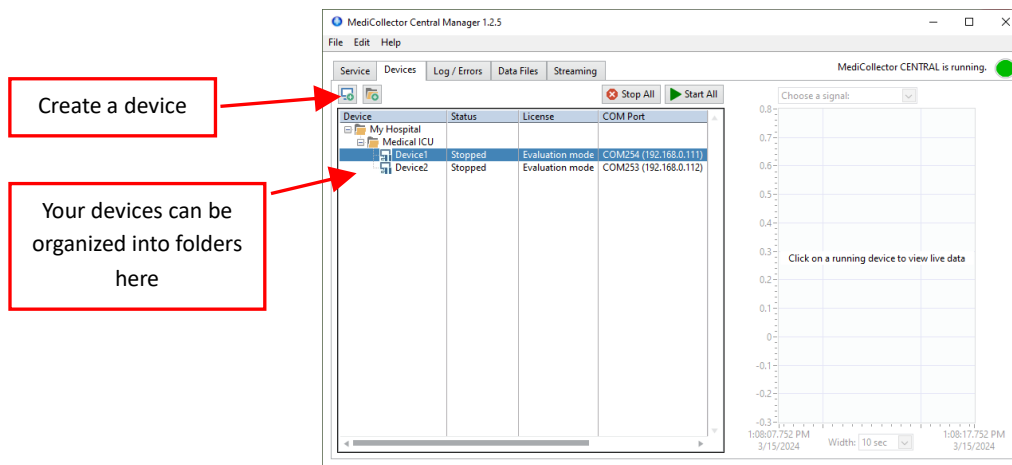 MediCollector Central Manager 1.2.5
File Edit Help
Service Devices Log / Errors Data Files Streaming
MediCollector CENTRAL is running.
Create a device
Stop All Start All
Choose a signal:
Device Status License COM Port
My Hospital
Medical ICU
Device1 Stopped Evaluation mode COM254 (192.168.0.111)
Device2 Stopped Evaluation mode COM253 (192.168.0.112)
Your devices can be
organized into folders
here
0.8
0.7
0.6
0.5
0.4
0.3
Click on a running device to view live data
0.2
0.1
0
-0.1
-0.2
-0.3
1:08:07.752 PM
3/15/2024
Width: 10 sec
1:08:17.752 PM
3/15/2024